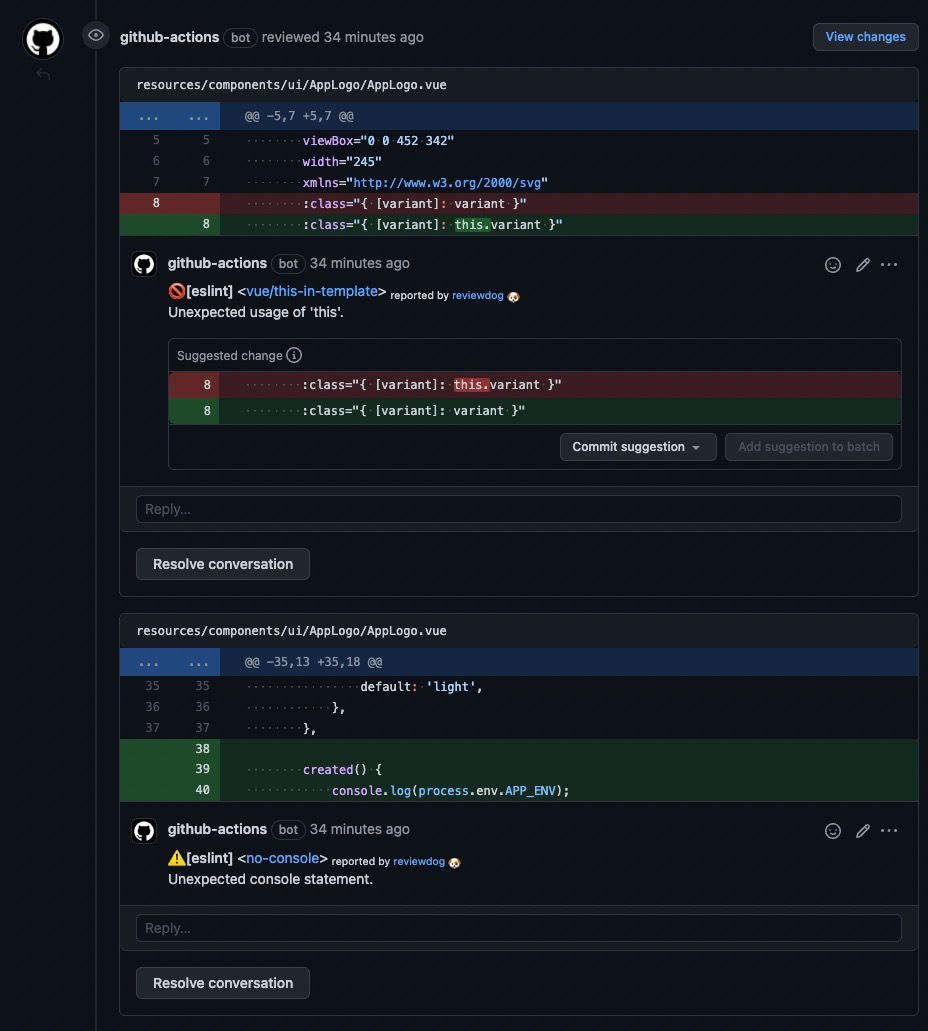 github-actions bot reviewed 34 minutes ago
View changes
resources/components/ui/AppLogo/AppLogo.vue
... ... @@ -5,7 +5,7 @@
5 5 ········viewBox="0·0·452·342"
6 6 ········width="245"
7 7 ········xmlns="http://www.w3.org/2000/svg"
8 ········:class="{·[variant]:·variant·}"
8 ········:class="{·[variant]:·this.variant·}"
github-actions bot 34 minutes ago
🚫[eslint] <vue/this-in-template> reported by reviewdog 🐶
Unexpected usage of 'this'.
Suggested change
8 ········:class="{·[variant]:·this.variant·}"
8 ········:class="{·[variant]:·variant·}"
Commit suggestion
Add suggestion to batch
Reply...
Resolve conversation
resources/components/ui/AppLogo/AppLogo.vue
... ... @@ -35,13 +35,18 @@
35 35 ················default:·'light',
36 36 ············},
37 37 ········},
38
39 ········created()·{
40 ············console.log(process.env.APP_ENV);
github-actions bot 34 minutes ago
⚠️[eslint] <no-console> reported by reviewdog 🐶
Unexpected console statement.
Reply...
Resolve conversation